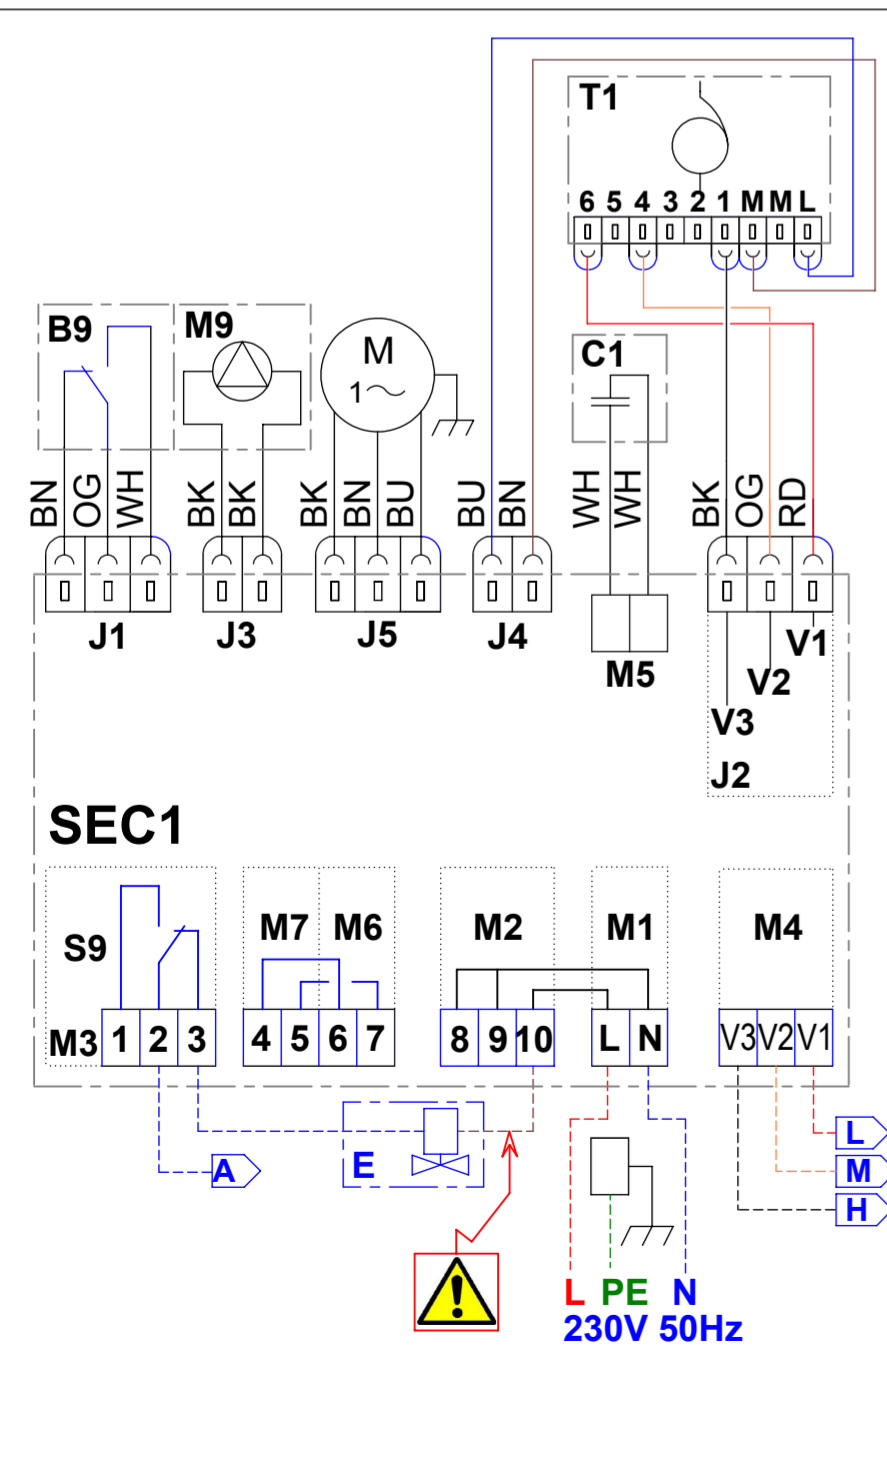 T1
6 5 4 3 2 1 M M L
B9
M9
M
1~
C1
BN OG WH
BK BK
BK BN BU
BU BN
WH WH
BK OG RD
J1
J3
J5
J4
M5
V1
V2
V3
J2
SEC1
S9
M7 M6
M2
M1
M4
M3 1 2 3
4 5 6 7
8 9 10
L N
V3 V2 V1
A
E
L
M
H
!
L PE N
230V 50Hz